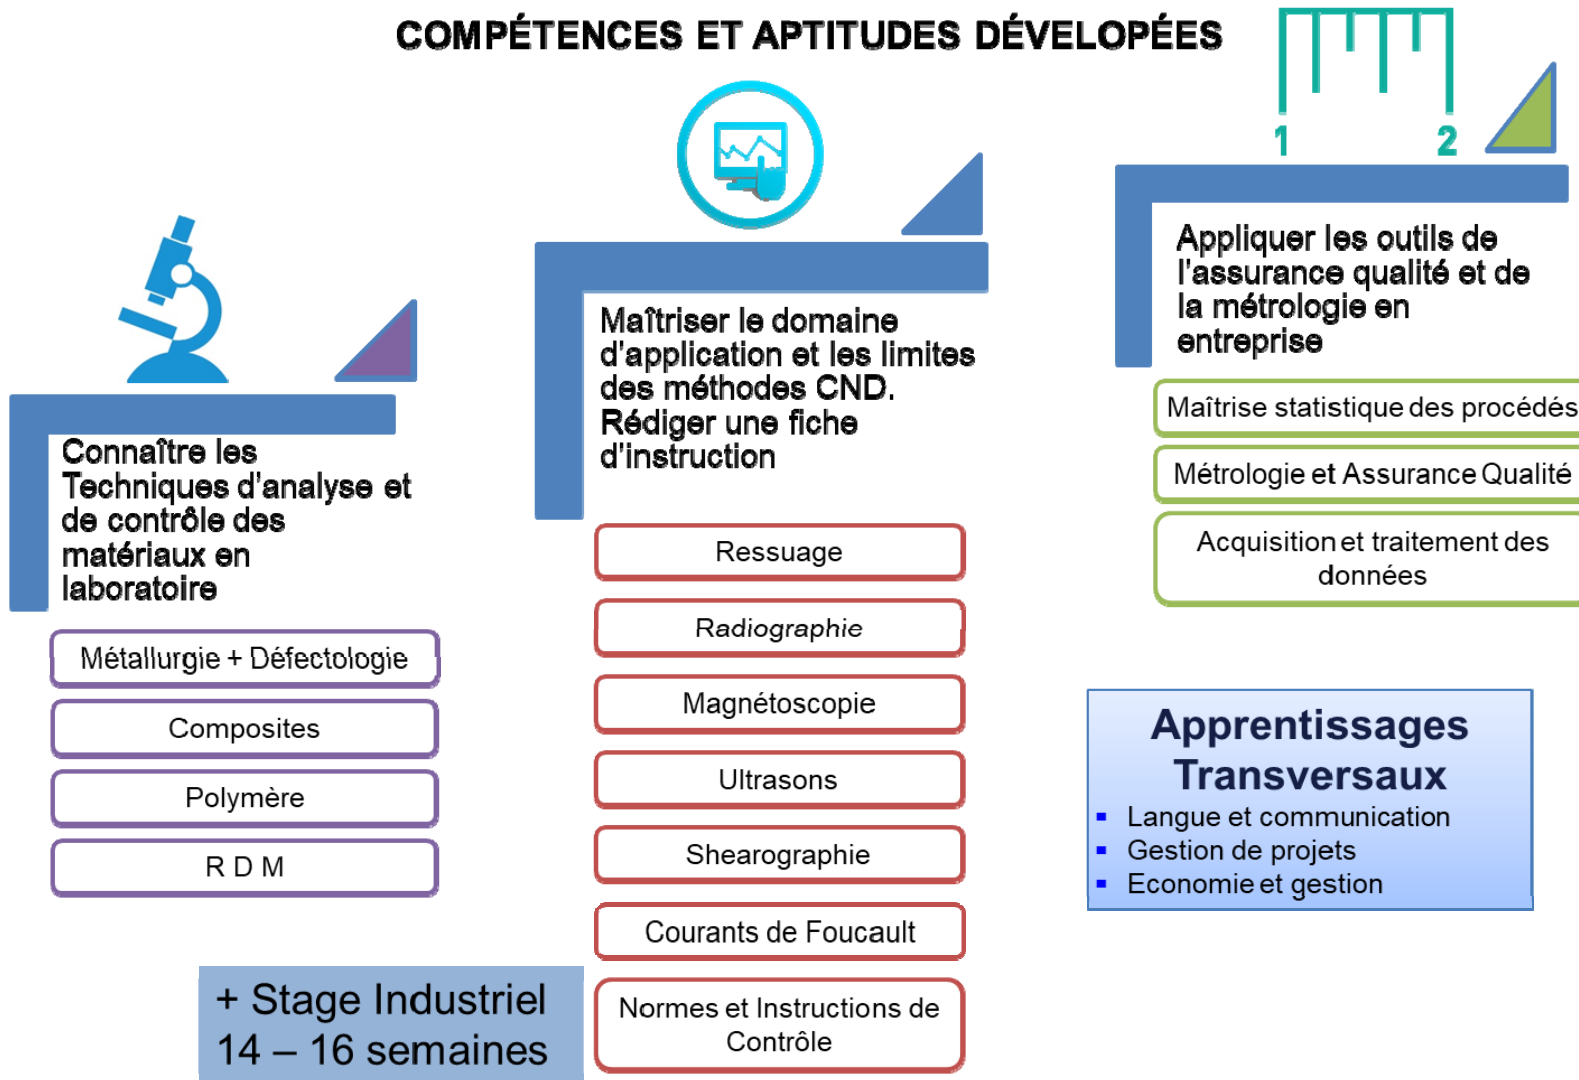 COMPÉTENCES ET APTITUDES DÉVELOPÉES
Connaître les
Techniques d'analyse et
de contrôle des
matériaux en
laboratoire
Métallurgie + Défectologie
Composites
Polymère
R D M
+ Stage Industriel
14 – 16 semaines
Maîtriser le domaine
d'application et les limites
des méthodes CND.
Rédiger une fiche
d'instruction
Ressuage
Radiographie
Magnétoscopie
Ultrasons
Shearographie
Courants de Foucault
Normes et Instructions de
Contrôle
1 2
Appliquer les outils de
l'assurance qualité et de
la métrologie en
entreprise
Maîtrise statistique des procédés
Métrologie et Assurance Qualité
Acquisition et traitement des
données
Apprentissages
Transversaux
▪ Langue et communication
▪ Gestion de projets
▪ Economie et gestion